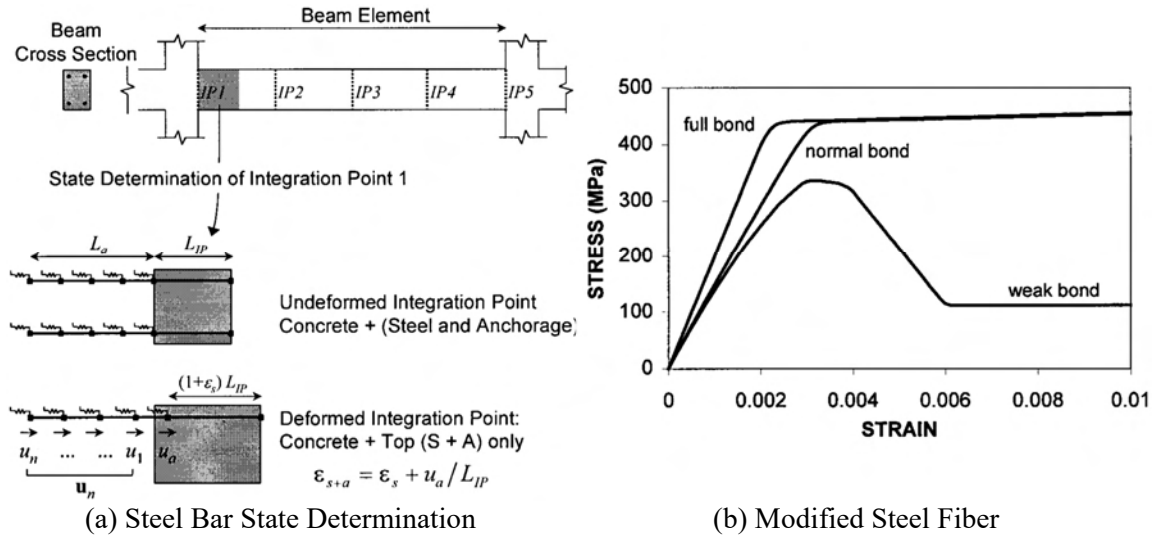 Beam Element
Beam
Cross Section
IP1
IP2
IP3
IP4
IP5
State Determination of Integration Point 1
L_a
L_IP
Undeformed Integration Point
Concrete + (Steel and Anchorage)
(1+ε_s) L_IP
Deformed Integration Point:
Concrete + Top (S + A) only
u_n ... ... u_1 u_a
ε_{s+a} = ε_s + u_a / L_IP
u_n
(a) Steel Bar State Determination
500
400
300
200
100
0
STRESS (MPa)
full bond
normal bond
weak bond
0 0.002 0.004 0.006 0.008 0.01
STRAIN
(b) Modified Steel Fiber